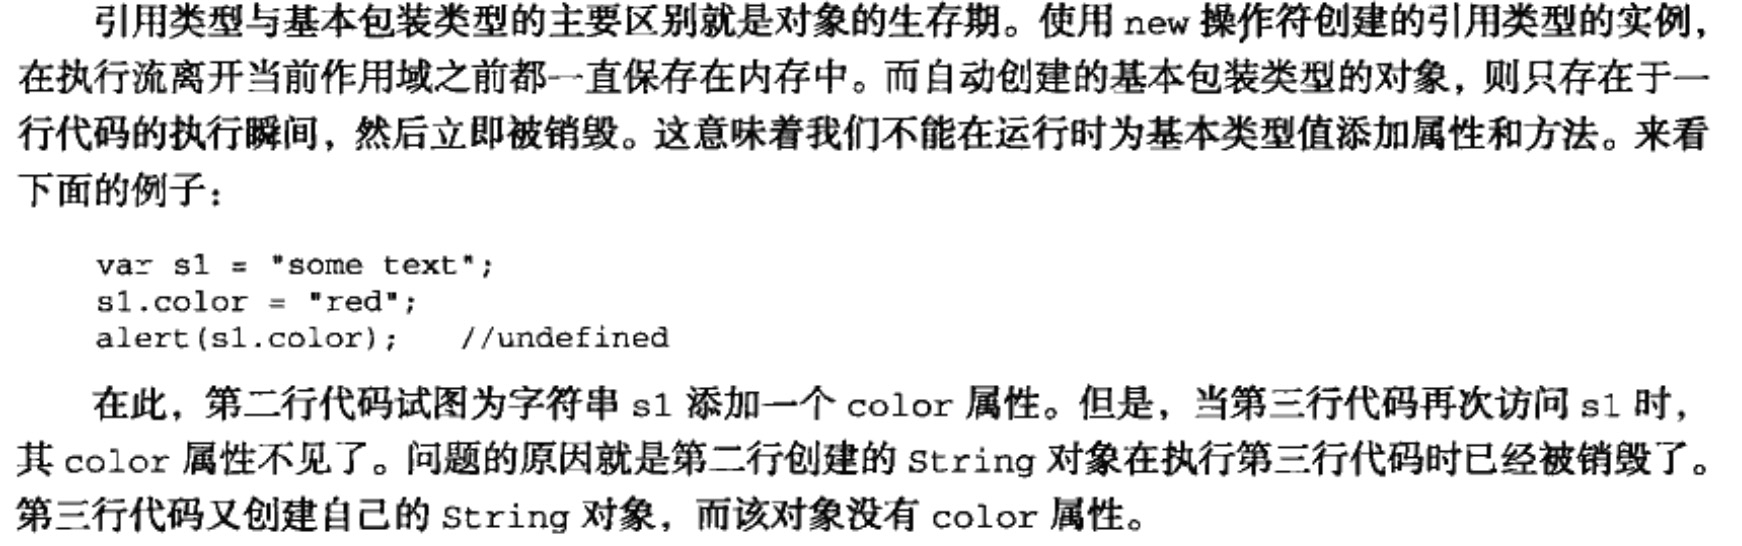 引用类型与基本包装类型的主要区别就是对象的生存期。使用 new 操作符创建的引用类型的实例，
在执行流离开当前作用域之前都一直保存在内存中。而自动创建的基本包装类型的对象，则只存在于一
行代码的执行瞬间，然后立即被销毁。这意味着我们不能在运行时为基本类型值添加属性和方法。来看
下面的例子：
var s1 = "some text";
s1.color = "red";
alert(s1.color);   //undefined
在此，第二行代码试图为字符串 s1 添加一个 color 属性。但是，当第三行代码再次访问 s1 时，
其 color 属性不见了。问题的原因就是第二行创建的 String 对象在执行第三行代码时已经被销毁了。
第三行代码又创建自己的 String 对象，而该对象没有 color 属性。